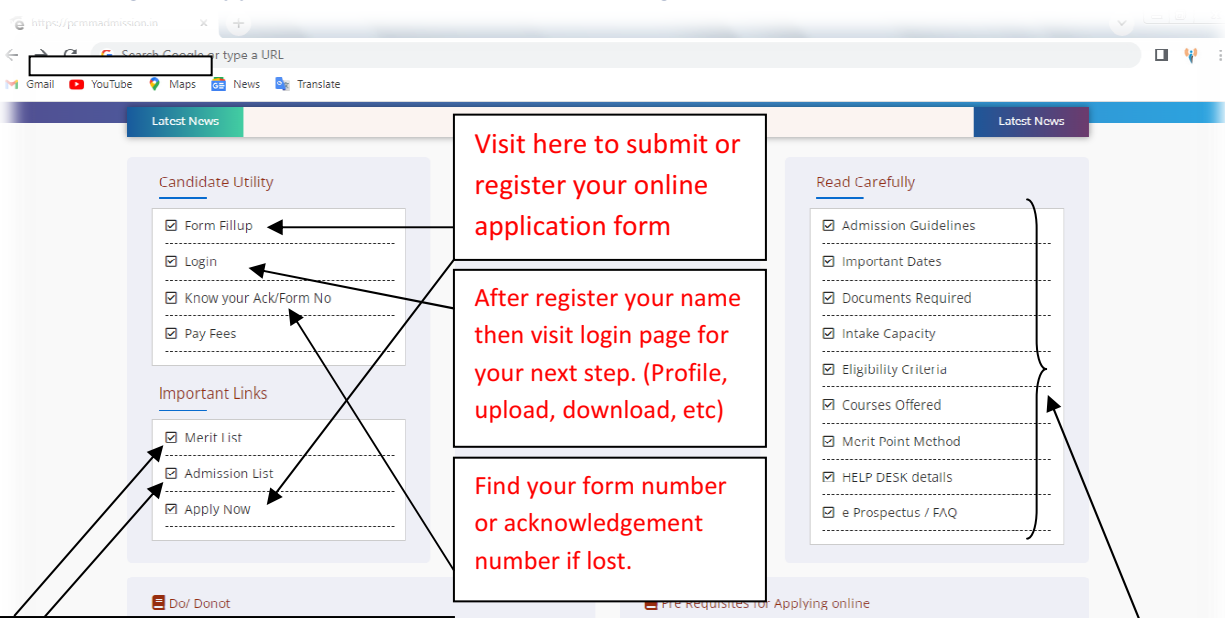 https://pcmmadmission.in
Search Google or type a URL
Gmail YouTube Maps News Translate
Latest News
Latest News
Candidate Utility
Form Fillup
Login
Know your Ack/Form No
Pay Fees
Important Links
Merit List
Admission List
Apply Now
Visit here to submit or
register your online
application form
After register your name
then visit login page for
your next step. (Profile,
upload, download, etc)
Find your form number
or acknowledgement
number if lost.
Read Carefully
Admission Guidelines
Important Dates
Documents Required
Intake Capacity
Eligibility Criteria
Courses Offered
Merit Point Method
HELP DESK details
e Prospectus / FAQ
Do/ Donot
Pre Requisites for Applying online